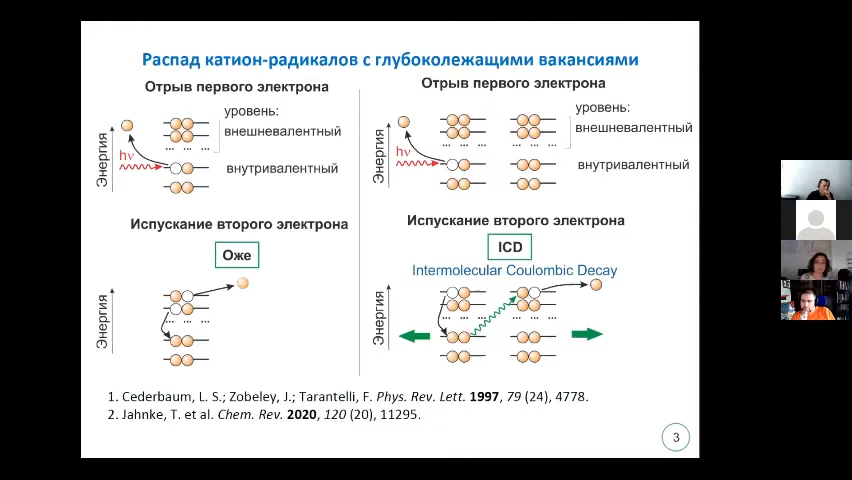 Распад катион-радикалов с глубоколежащими вакансиями
Отрыв первого электрона
уровень:
внешневалентный
... ... ...
внутривалентный
hν
Энергия
Отрыв первого электрона
уровень:
внешневалентный
... ... ... ... ... ...
внутривалентный
hν
Энергия
Испускание второго электрона
Оже
... ... ...
Энергия
Испускание второго электрона
ICD
Intermolecular Coulombic Decay
... ... ... ... ... ...
Энергия
1. Cederbaum, L. S.; Zobeley, J.; Tarantelli, F. Phys. Rev. Lett. 1997, 79 (24), 4778.
2. Jahnke, T. et al. Chem. Rev. 2020, 120 (20), 11295.
3